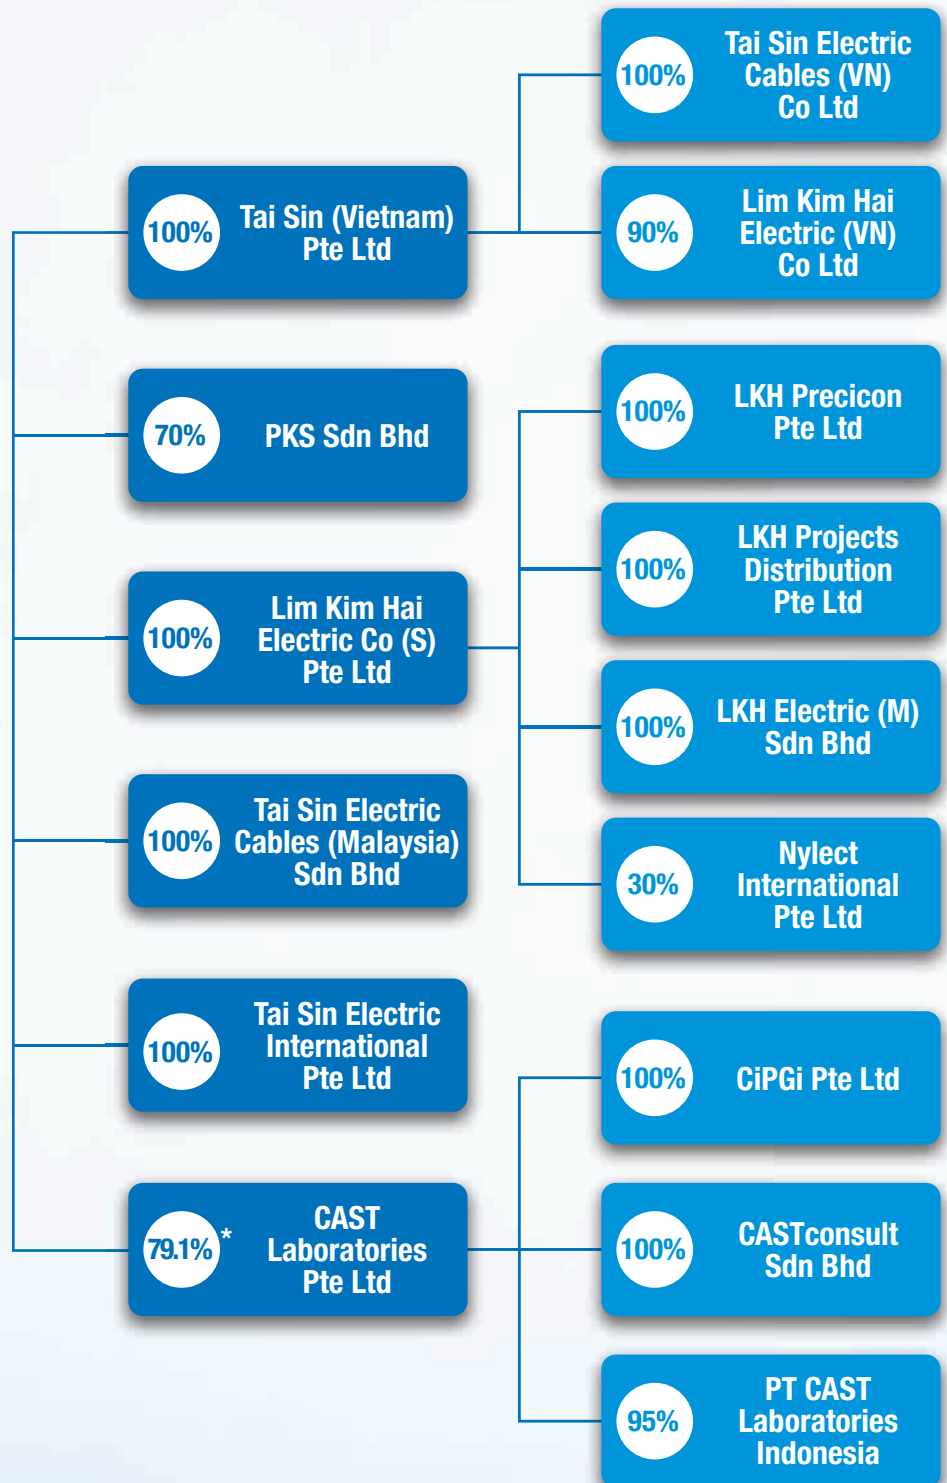 100%
Tai Sin (Vietnam)
Pte Ltd
100%
Tai Sin Electric
Cables (VN)
Co Ltd
90%
Lim Kim Hai
Electric (VN)
Co Ltd
70%
PKS Sdn Bhd
100%
Lim Kim Hai
Electric Co (S)
Pte Ltd
100%
LKH Precicon
Pte Ltd
100%
LKH Projects
Distribution
Pte Ltd
100%
LKH Electric (M)
Sdn Bhd
30%
Nylect
International
Pte Ltd
100%
Tai Sin Electric
Cables (Malaysia)
Sdn Bhd
100%
Tai Sin Electric
International
Pte Ltd
79.1% *
CAST
Laboratories
Pte Ltd
100%
CiPGi Pte Ltd
100%
CASTconsult
Sdn Bhd
95%
PT CAST
Laboratories
Indonesia